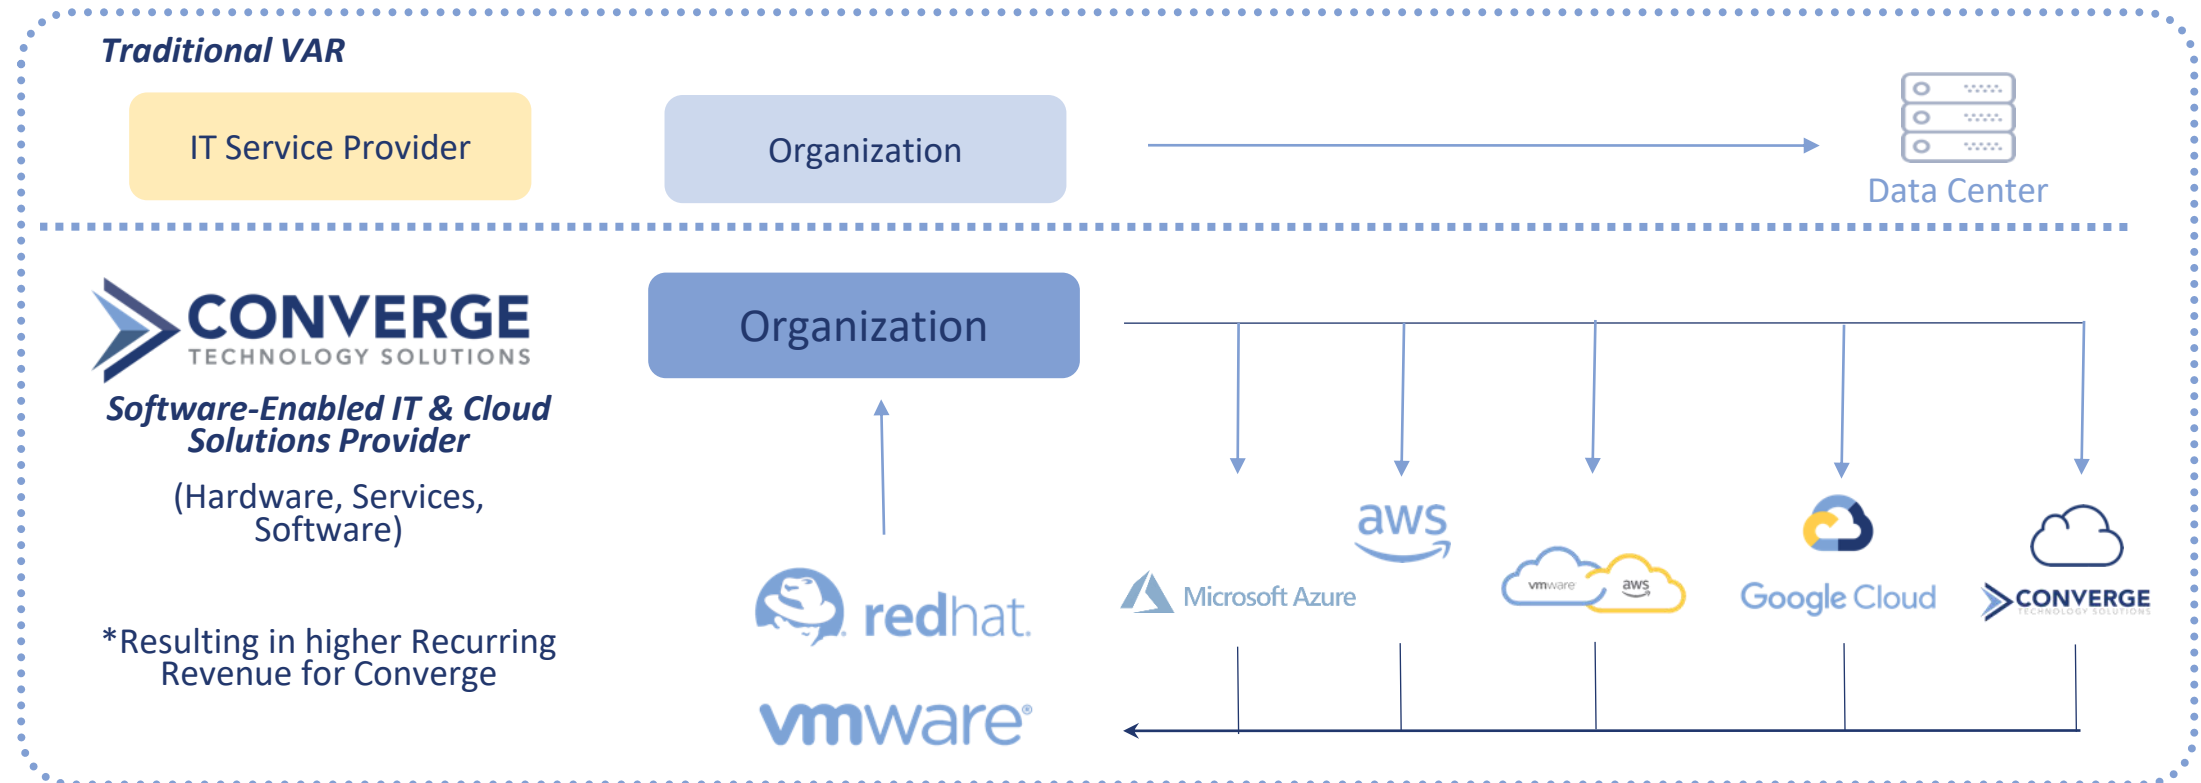 Traditional VAR
IT Service Provider
Organization
Data Center
CONVERGE
TECHNOLOGY SOLUTIONS
Organization
Software-Enabled IT & Cloud
Solutions Provider
(Hardware, Services,
Software)
*Resulting in higher Recurring
Revenue for Converge
redhat.
vmware®
Microsoft Azure
aws
vmware
aws
Google Cloud
CONVERGE
TECHNOLOGY SOLUTIONS